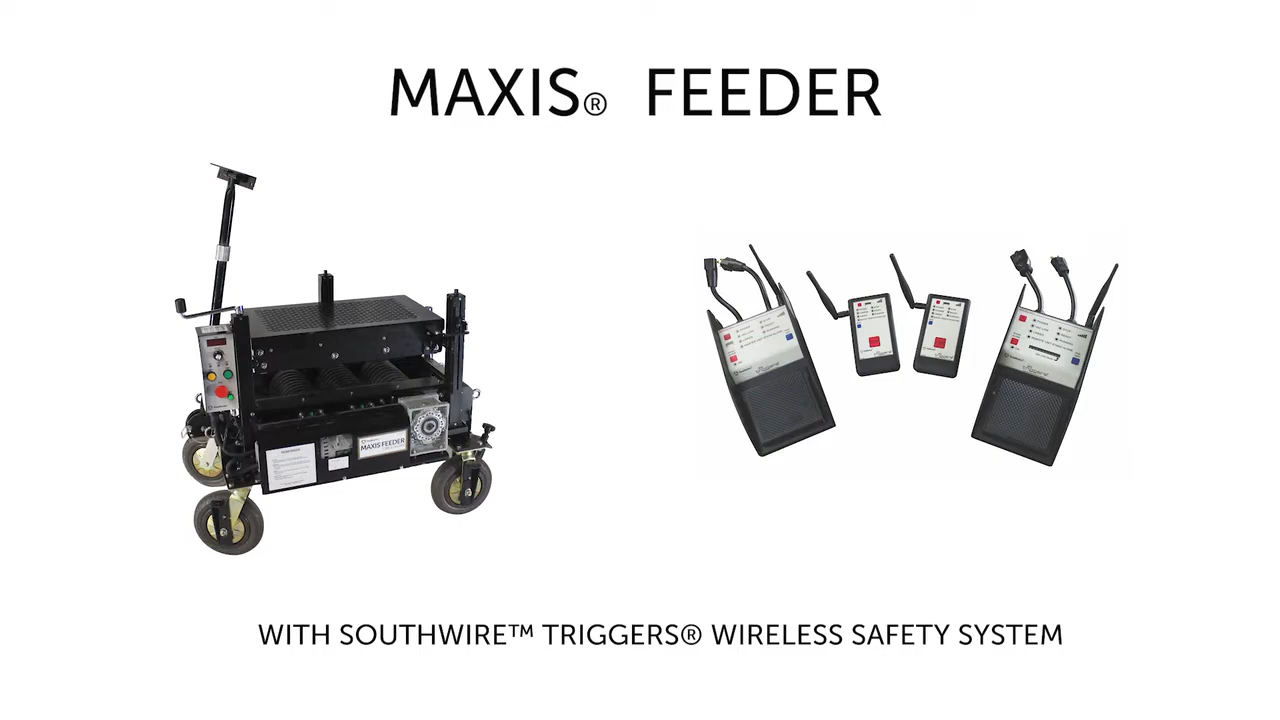 MAXIS® FEEDER
MAXIS® FEEDER
WITH SOUTHWIRE™ TRIGGERS® WIRELESS SAFETY SYSTEM